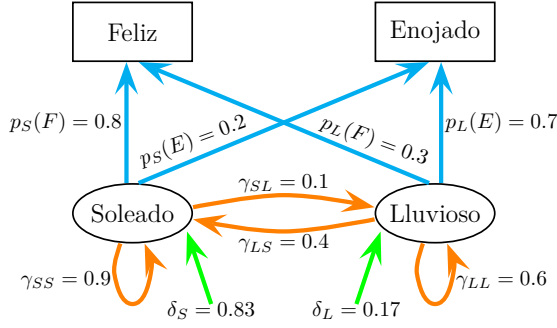 Feliz
Enojado
p_S(F) = 0.8
p_S(E) = 0.2
p_L(F) = 0.3
p_L(E) = 0.7
γ_SL = 0.1
Soleado
Lluvioso
γ_LS = 0.4
γ_SS = 0.9
γ_LL = 0.6
δ_S = 0.83
δ_L = 0.17